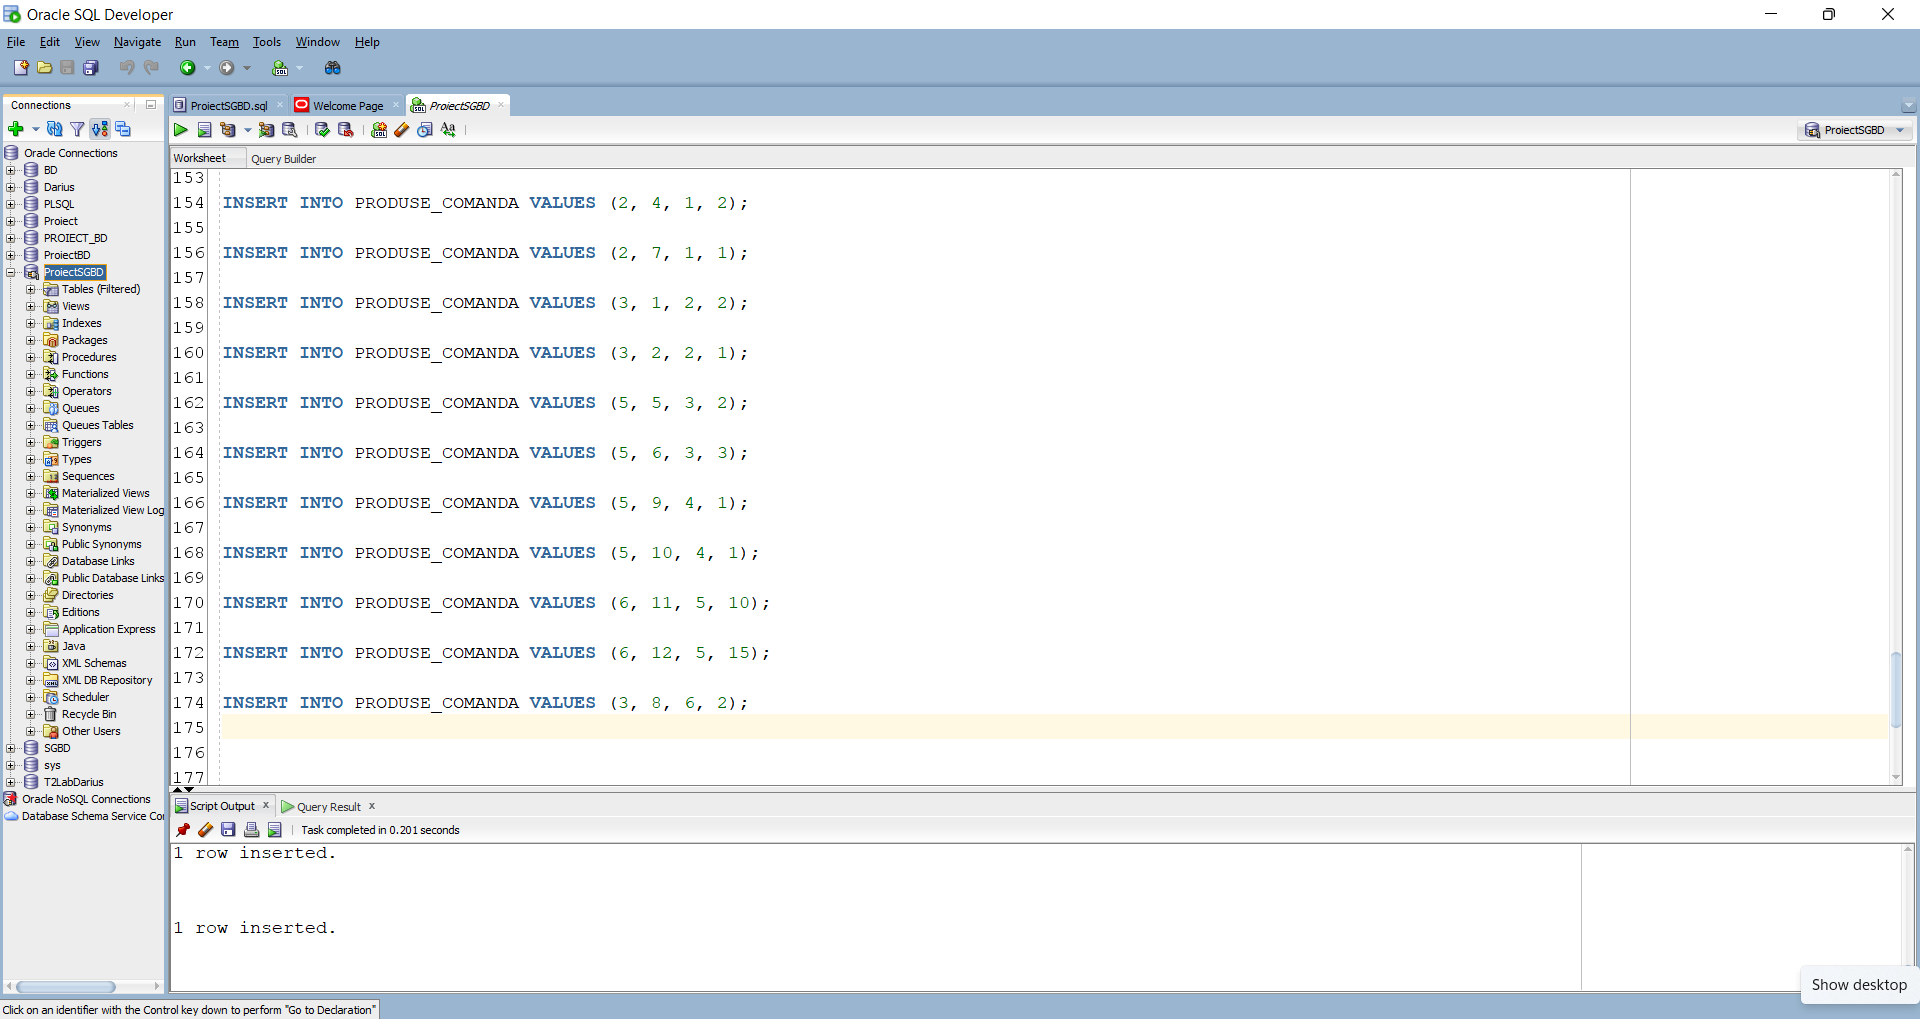 Oracle SQL Developer
File Edit View Navigate Run Team Tools Window Help
Connections
ProiectSGBD.sql
Welcome Page
ProiectSGBD
ProiectSGBD
Worksheet
Query Builder
Oracle Connections
BD
Darius
PLSQL
Proiect
PROIECT_BD
ProiectBD
ProiectSGBD
Tables (Filtered)
Views
Indexes
Packages
Procedures
Functions
Operators
Queues
Queues Tables
Triggers
Types
Sequences
Materialized Views
Materialized View Log
Synonyms
Public Synonyms
Database Links
Public Database Links
Directories
Editions
Application Express
Java
XML Schemas
XML DB Repository
Scheduler
Recycle Bin
Other Users
SGBD
sys
T2LabDarius
Oracle NoSQL Connections
Database Schema Service Co
153
154 INSERT INTO PRODUSE_COMANDA VALUES (2, 4, 1, 2);
155
156 INSERT INTO PRODUSE_COMANDA VALUES (2, 7, 1, 1);
157
158 INSERT INTO PRODUSE_COMANDA VALUES (3, 1, 2, 2);
159
160 INSERT INTO PRODUSE_COMANDA VALUES (3, 2, 2, 1);
161
162 INSERT INTO PRODUSE_COMANDA VALUES (5, 5, 3, 2);
163
164 INSERT INTO PRODUSE_COMANDA VALUES (5, 6, 3, 3);
165
166 INSERT INTO PRODUSE_COMANDA VALUES (5, 9, 4, 1);
167
168 INSERT INTO PRODUSE_COMANDA VALUES (5, 10, 4, 1);
169
170 INSERT INTO PRODUSE_COMANDA VALUES (6, 11, 5, 10);
171
172 INSERT INTO PRODUSE_COMANDA VALUES (6, 12, 5, 15);
173
174 INSERT INTO PRODUSE_COMANDA VALUES (3, 8, 6, 2);
175
176
177
Script Output
Query Result
Task completed in 0.201 seconds
1 row inserted.
1 row inserted.
Show desktop
Click on an identifier with the Control key down to perform "Go to Declaration"